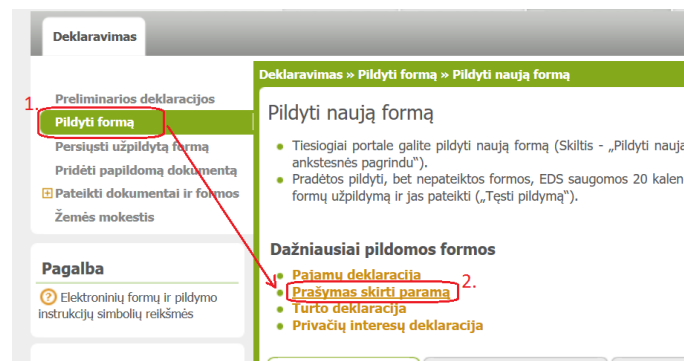 Deklaravimas
Deklaravimas » Pildyti formą » Pildyti naują formą
1.
Preliminarios deklaracijos
Pildyti formą
Persiųsti užpildytą formą
Pridėti papildomą dokumentą
Pateikti dokumentai ir formos
Žemės mokestis
Pagalba
Elektroninių formų ir pildymo
instrukcijų simbolių reikšmės
Pildyti naują formą
Tiesiogiai portale galite pildyti naują formą (Skiltis - „Pildyti nauja
ankstesnės pagrindu“).
Pradėtos pildyti, bet nepateiktos formos, EDS saugomos 20 kalen
formų užpildymą ir jas pateikti („Tęsti pildymą“).
Dažniausiai pildomos formos
Pajamų deklaracija
Prašymas skirti paramą
2.
Turto deklaracija
Privačių interesų deklaracija